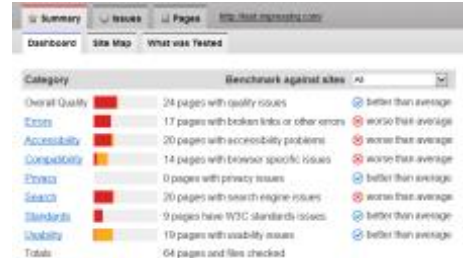 Summary Issues Pages
Dashboard Site Map What was Tested
Category Benchmark against sites All
Overall Quality 24 pages with quality issues better than average
Errors 17 pages with broken links or other errors worse than average
Accessibility 20 pages with accessibility problems worse than average
Compatibility 14 pages with browser specific issues worse than average
Privacy 0 pages with privacy issues better than average
Search 20 pages with search engine issues worse than average
Standards 9 pages have W3C standards issues better than average
Usability 19 pages with usability issues better than average
Totals 64 pages and files checked